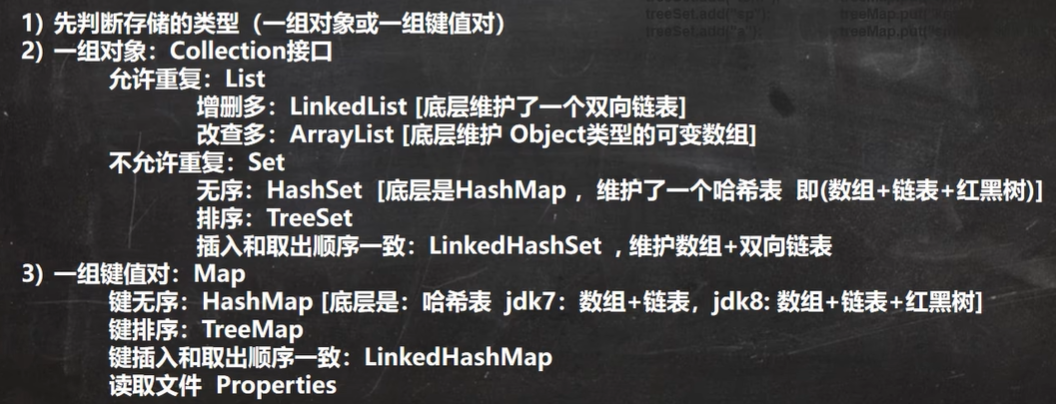 treeSet.add("sp");
treeSet.add("a");
1) 先判断存储的类型（一组对象或一组键值对）
2) 一组对象：Collection接口
允许重复：List
增删多：LinkedList [底层维护了一个双向链表]
改查多：ArrayList [底层维护 Object类型的可变数组]
不允许重复：Set
无序：HashSet [底层是HashMap ，维护了一个哈希表 即(数组+链表+红黑树)]
排序：TreeSet
插入和取出顺序一致：LinkedHashSet ，维护数组+双向链表
3) 一组键值对：Map
键无序：HashMap [底层是：哈希表 jdk7：数组+链表，jdk8: 数组+链表+红黑树]
键排序：TreeMap
键插入和取出顺序一致：LinkedHashMap
读取文件 Properties